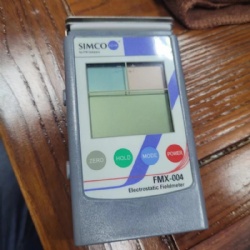 SIMCO
ZERO
HOLD
MODE
POWER
FMX-004
Electrostatic Fieldmeter